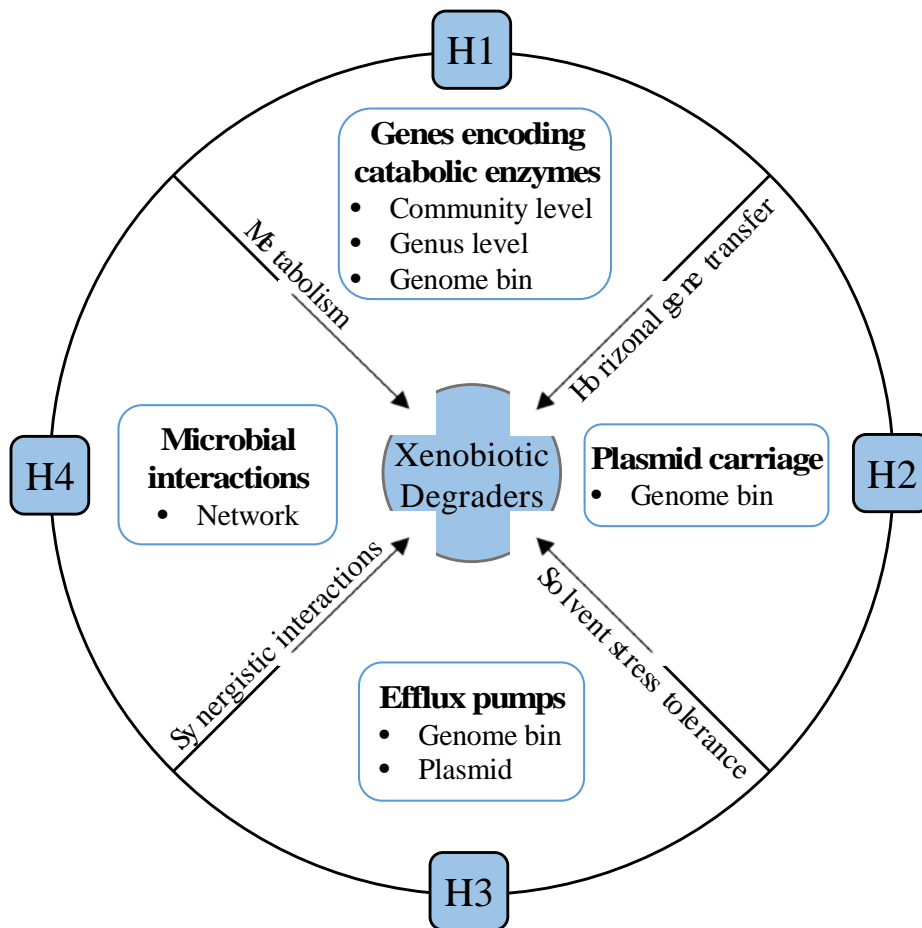 H1
Genes encoding
catabolic enzymes
• Community level
• Genus level
• Genome bin
Metabolism
Horizonal gene transfer
H4
Microbial
interactions
• Network
Xenobiotic
Degraders
Plasmid carriage
• Genome bin
H2
Synergistic interactions
Solvent stress tolerance
Efflux pumps
• Genome bin
• Plasmid
H3